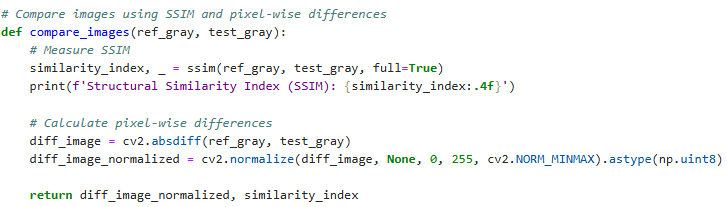 # Compare images using SSIM and pixel-wise differences
def compare_images(ref_gray, test_gray):
    # Measure SSIM
    similarity_index, _ = ssim(ref_gray, test_gray, full=True)
    print(f'Structural Similarity Index (SSIM): {similarity_index:.4f}')

    # Calculate pixel-wise differences
    diff_image = cv2.absdiff(ref_gray, test_gray)
    diff_image_normalized = cv2.normalize(diff_image, None, 0, 255, cv2.NORM_MINMAX).astype(np.uint8)

    return diff_image_normalized, similarity_index